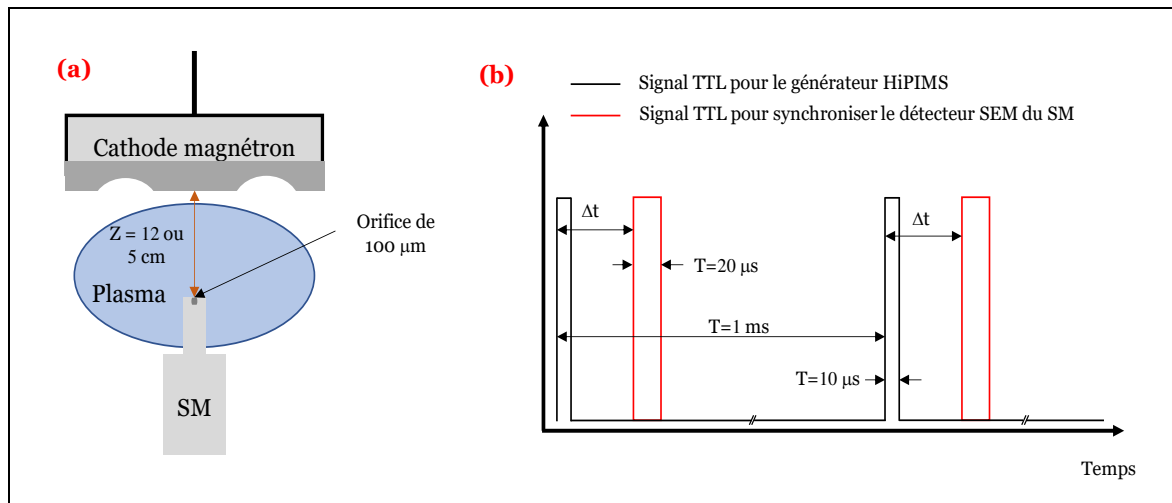 (a)
Cathode magnétron
Z = 12 ou
5 cm
Orifice de
100 µm
Plasma
SM
(b)
Signal TTL pour le générateur HiPIMS
Signal TTL pour synchroniser le détecteur SEM du SM
Δt
Δt
T=20 µs
T=1 ms
T=10 µs
Temps